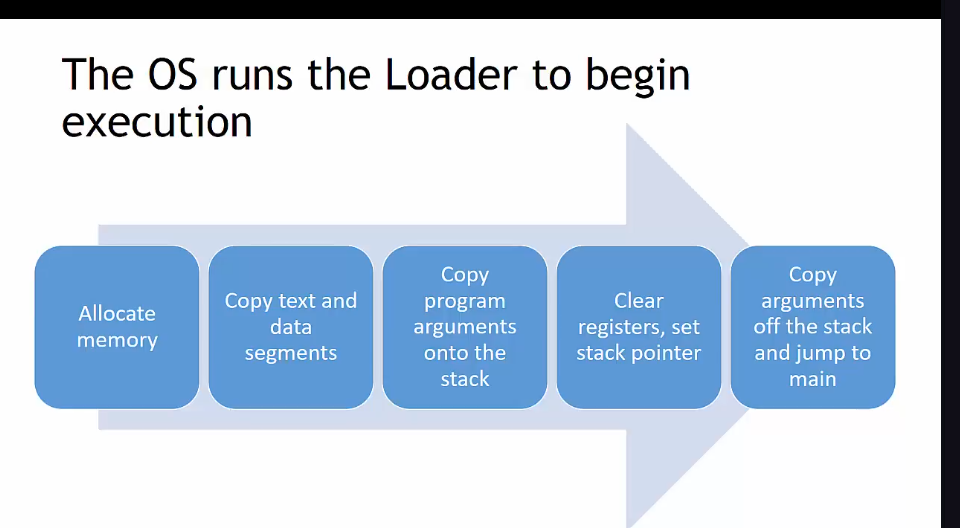 The OS runs the Loader to begin
execution
Allocate
memory
Copy text and
data
segments
Copy
program
arguments
onto the
stack
Clear
registers, set
stack pointer
Copy
arguments
off the stack
and jump to
main